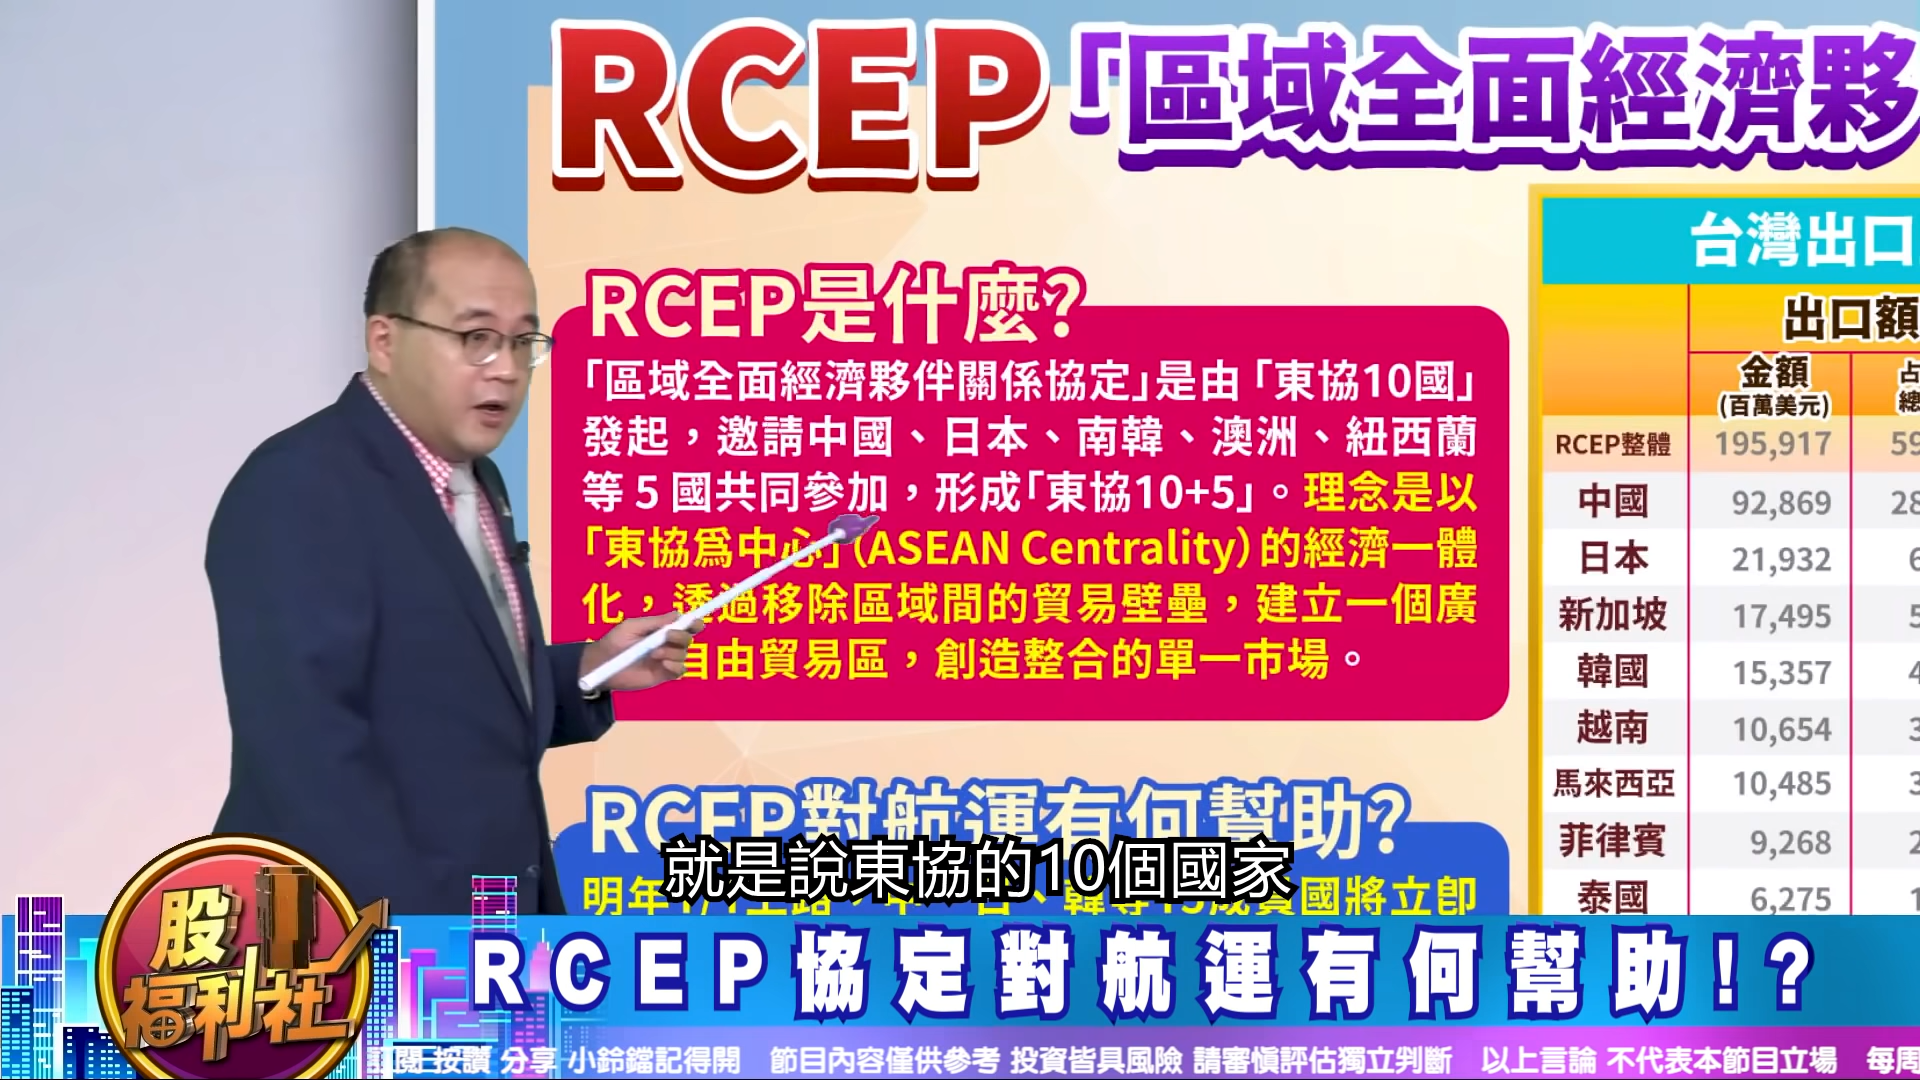 RCEP「區域全面經濟夥
台灣出口
RCEP是什麼?
出口額
「區域全面經濟夥伴關係協定」是由「東協10國」
金額
(百萬美元)
發起，邀請中國、日本、南韓、澳洲、紐西蘭
RCEP整體 195,917 59
等5國共同參加，形成「東協10+5」。理念是以
中國 92,869 28
「東協為中心」(ASEAN Centrality)的經濟一體
日本 21,932 6
化，透過移除區域間的貿易壁壘，建立一個廣
新加坡 17,495 5
自由貿易區，創造整合的單一市場。
韓國 15,357 4
越南 10,654 3
馬來西亞 10,485 3
RCEP對航運有何幫助?
菲律賓 9,268 2
就是說東協的10個國家
泰國 6,275 1
股
福利社
RCEP協定對航運有何幫助!?
訂閱 按讚 分享 小鈴鐺記得開 節目內容僅供參考 投資皆具風險 請審慎評估獨立判斷 以上言論 不代表本節目立場 每周